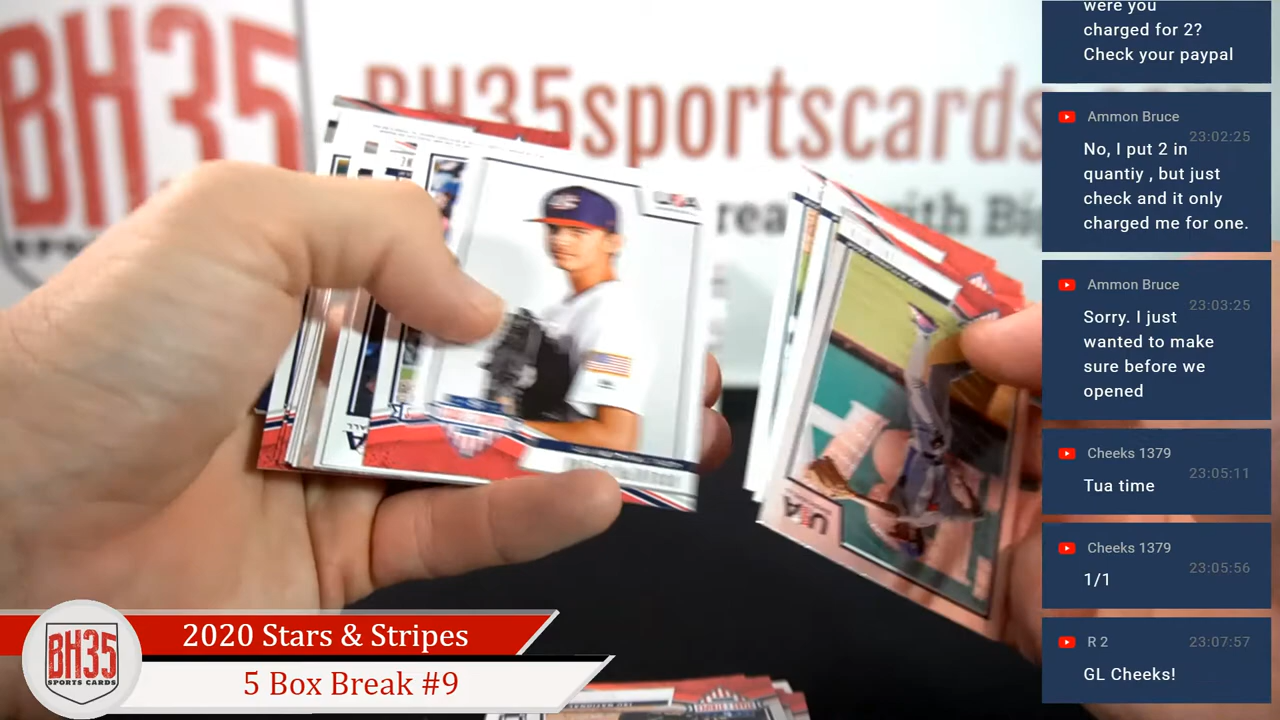 BH35
SPORTS
BH35sportscards
were you
charged for 2?
Check your paypal
Ammon Bruce
23:02:25
No, I put 2 in
quantiy , but just
check and it only
charged me for one.
Ammon Bruce
23:03:25
Sorry. I just
wanted to make
sure before we
opened
Cheeks 1379
23:05:11
Tua time
Cheeks 1379
23:05:56
1/1
R 2
23:07:57
GL Cheeks!
USA
USA
BH35
SPORTS CARDS
2020 Stars & Stripes
5 Box Break #9